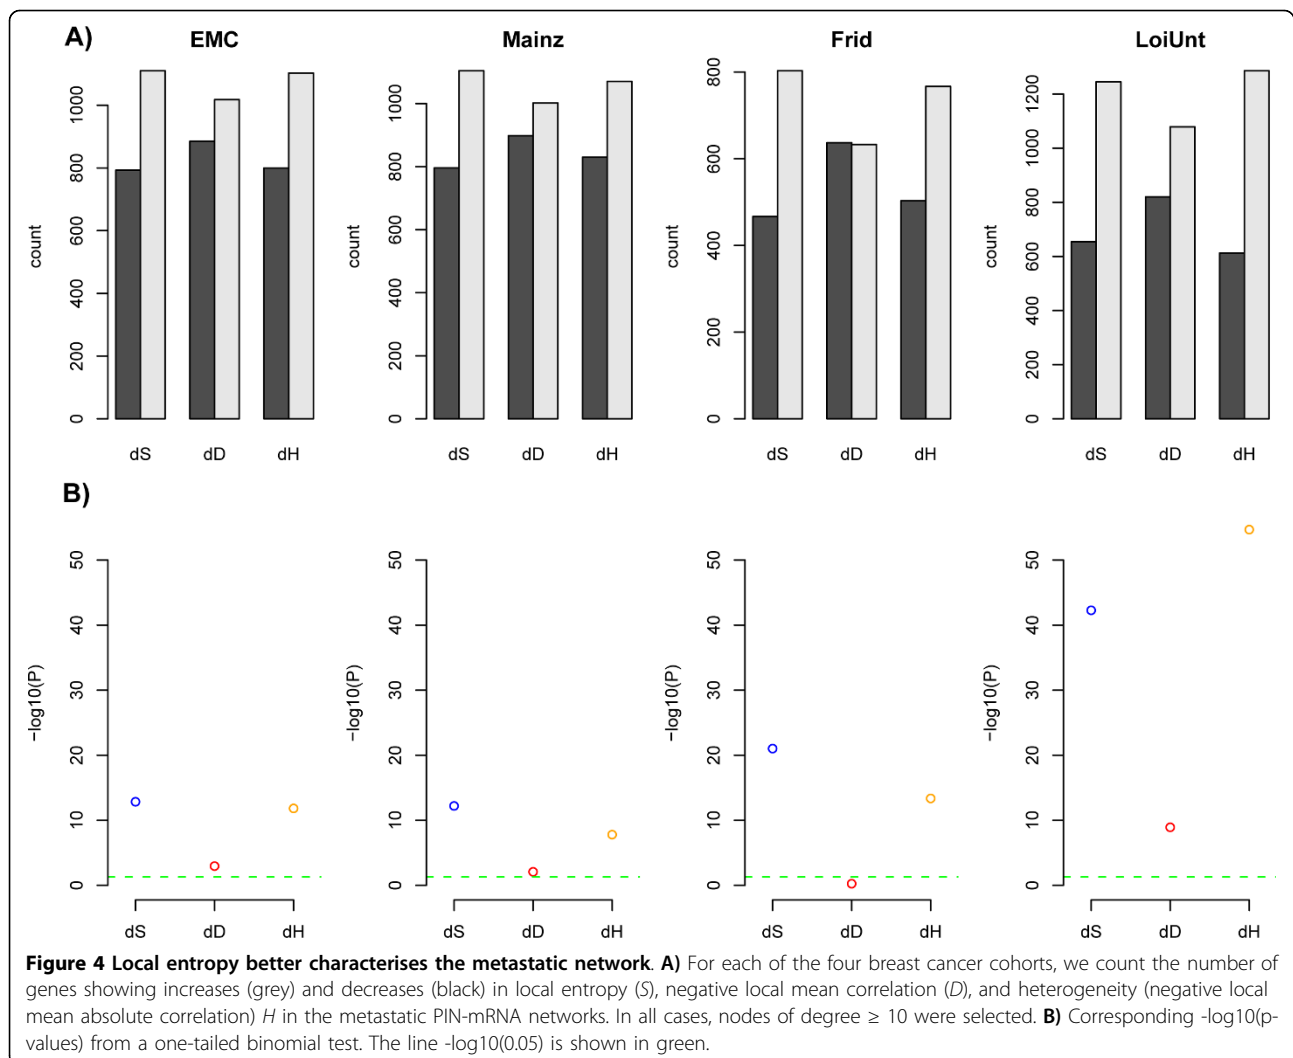 A)
EMC
Mainz
Frid
LoiUnt
count
0
200
400
600
800
1000
dS
dD
dH
count
0
200
400
600
800
1000
dS
dD
dH
count
0
200
400
600
800
dS
dD
dH
count
0
200
400
600
800
1000
1200
dS
dD
dH
B)
−log10(P)
0
10
20
30
40
50
dS
dD
dH
−log10(P)
0
10
20
30
40
50
dS
dD
dH
−log10(P)
0
10
20
30
40
50
dS
dD
dH
−log10(P)
0
10
20
30
40
50
dS
dD
dH
Figure 4 Local entropy better characterises the metastatic network. A) For each of the four breast cancer cohorts, we count the number of
genes showing increases (grey) and decreases (black) in local entropy (S), negative local mean correlation (D), and heterogeneity (negative local
mean absolute correlation) H in the metastatic PIN-mRNA networks. In all cases, nodes of degree ≥ 10 were selected. B) Corresponding -log10(p-
values) from a one-tailed binomial test. The line -log10(0.05) is shown in green.